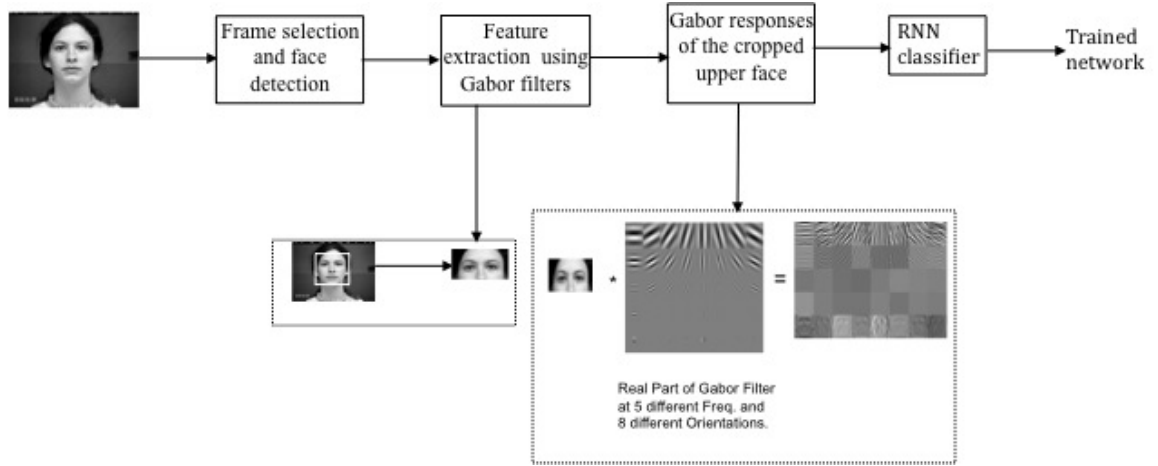 Frame selection
and face
detection
Feature
extraction using
Gabor filters
Gabor responses
of the cropped
upper face
RNN
classifier
Trained
network
*
=
Real Part of Gabor Filter
at 5 different Freq. and
8 different Orientations.